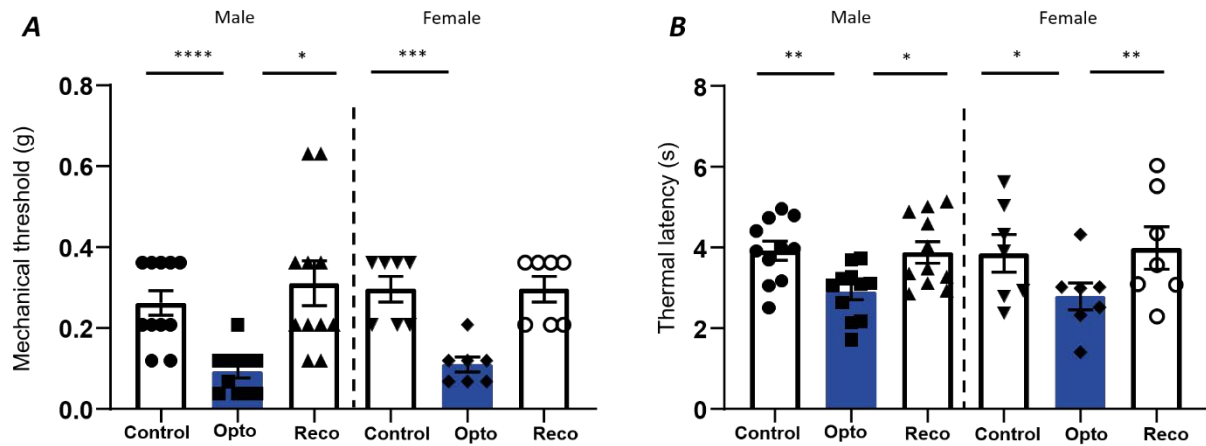 A
Male
Female
**** * ***
Mechanical threshold (g)
0.8
0.6
0.4
0.2
0.0
Control Opto Reco Control Opto Reco
B
Male
Female
** * * **
Thermal latency (s)
8
6
4
2
0
Control Opto Reco Control Opto Reco